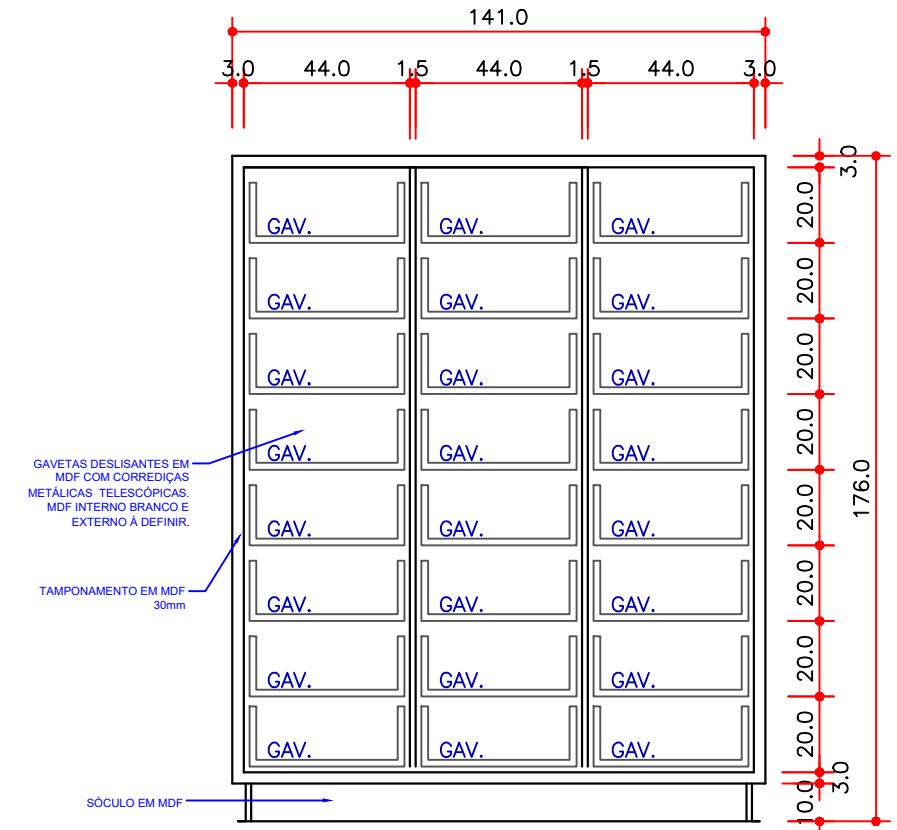 141.0
3.0 44.0 1.5 44.0 1.5 44.0 3.0
3.0
20.0
GAV. GAV. GAV.
20.0
GAV. GAV. GAV.
20.0
GAV. GAV. GAV.
20.0
GAV. GAV. GAV.
176.0
GAVETAS DESLISANTES EM
MDF COM CORREDIÇAS
METÁLICAS TELESCÓPICAS.
MDF INTERNO BRANCO E
EXTERNO À DEFINIR.
20.0
GAV. GAV. GAV.
TAMPONAMENTO EM MDF
30mm
20.0
GAV. GAV. GAV.
20.0
GAV. GAV. GAV.
20.0
GAV. GAV. GAV.
3.0
10.0
SÓCULO EM MDF